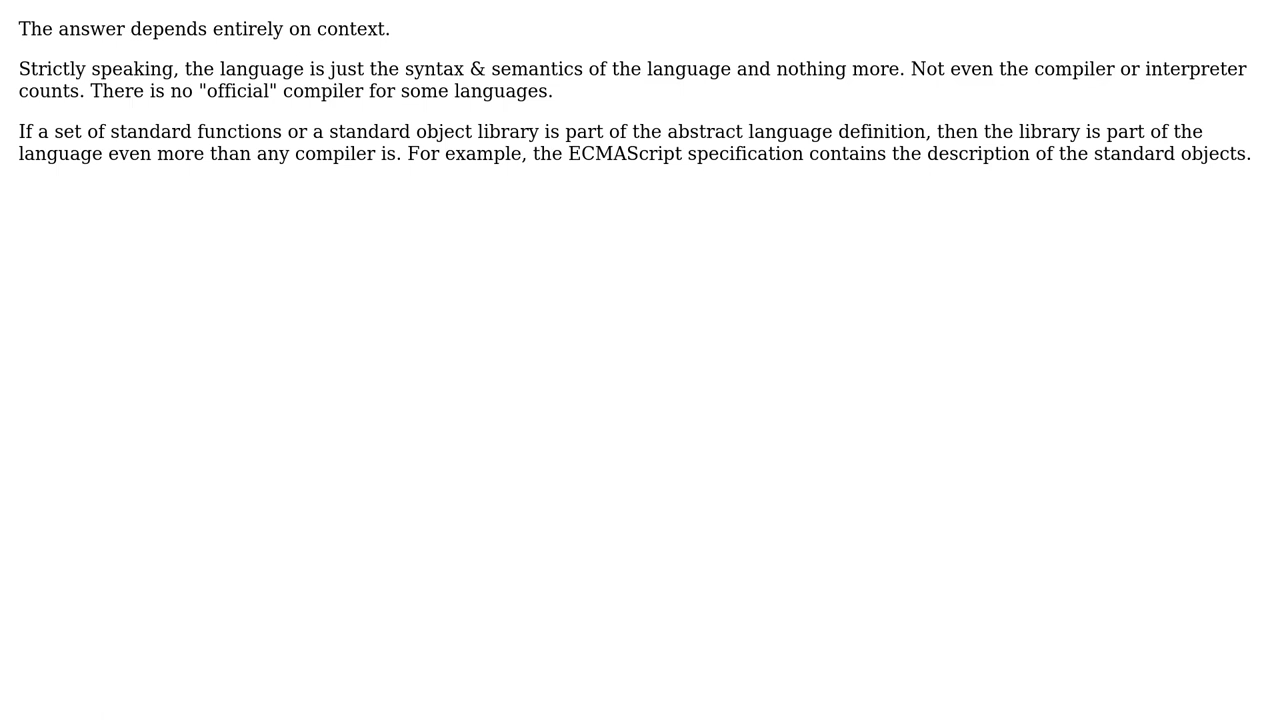 The answer depends entirely on context.
Strictly speaking, the language is just the syntax & semantics of the language and nothing more. Not even the compiler or interpreter
counts. There is no "official" compiler for some languages.
If a set of standard functions or a standard object library is part of the abstract language definition, then the library is part of the
language even more than any compiler is. For example, the ECMAScript specification contains the description of the standard objects.